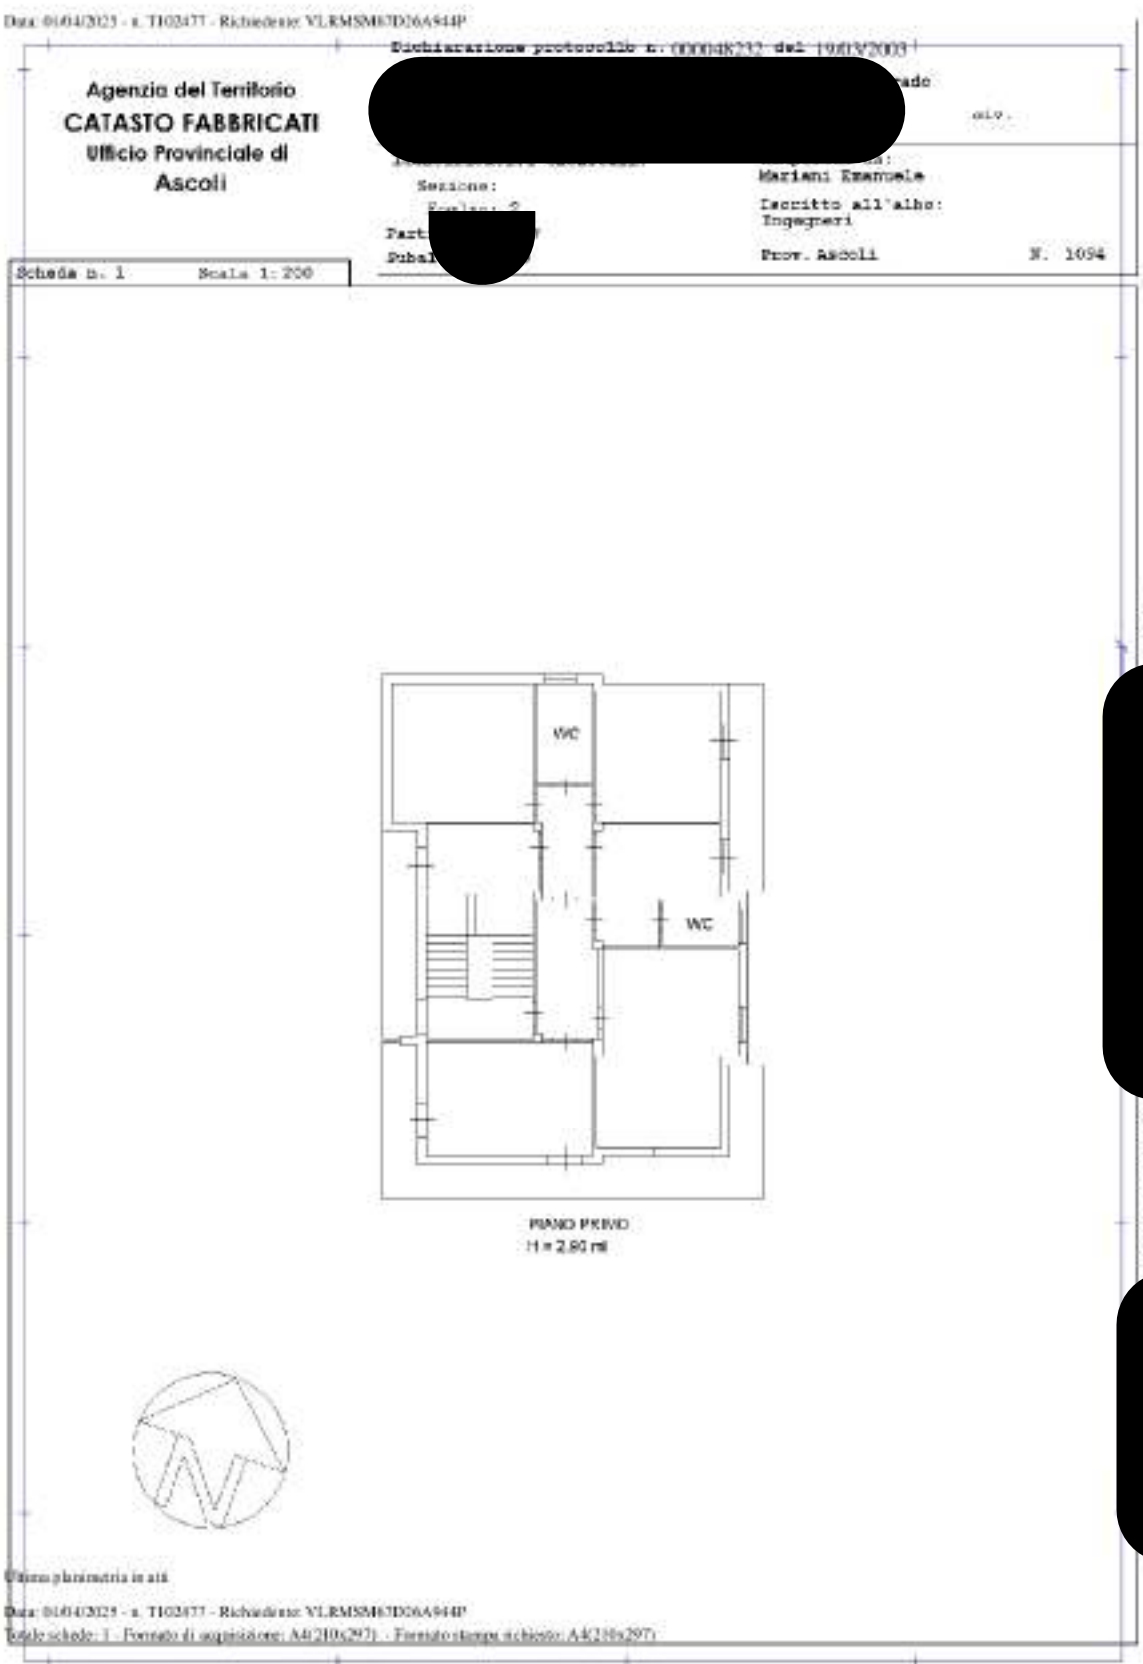 Data: 01/04/2025 - n. T102477 - Richiedente: VLRMSM67D26A944P
Dichiarazione protocollo n. 000048232 del 19/03/2003
Agenzia del Territorio
CATASTO FABBRICATI
Ufficio Provinciale di
Ascoli
civ.
Mariani Emanuele
Sezione:
Iscritto all'albo:
Ingegneri
Prov. Ascoli N. 1094
Scheda n. 1 Scala 1:200
WC
WC
PIANO PRIMO
H = 2.90 ml
N
Ultima planimetria in atti
Data: 01/04/2025 - n. T102477 - Richiedente: VLRMSM67D26A944P
Totale schede: 1 - Formato di acquisizione: A4(210x297) - Formato stampa richiesto: A4(210x297)